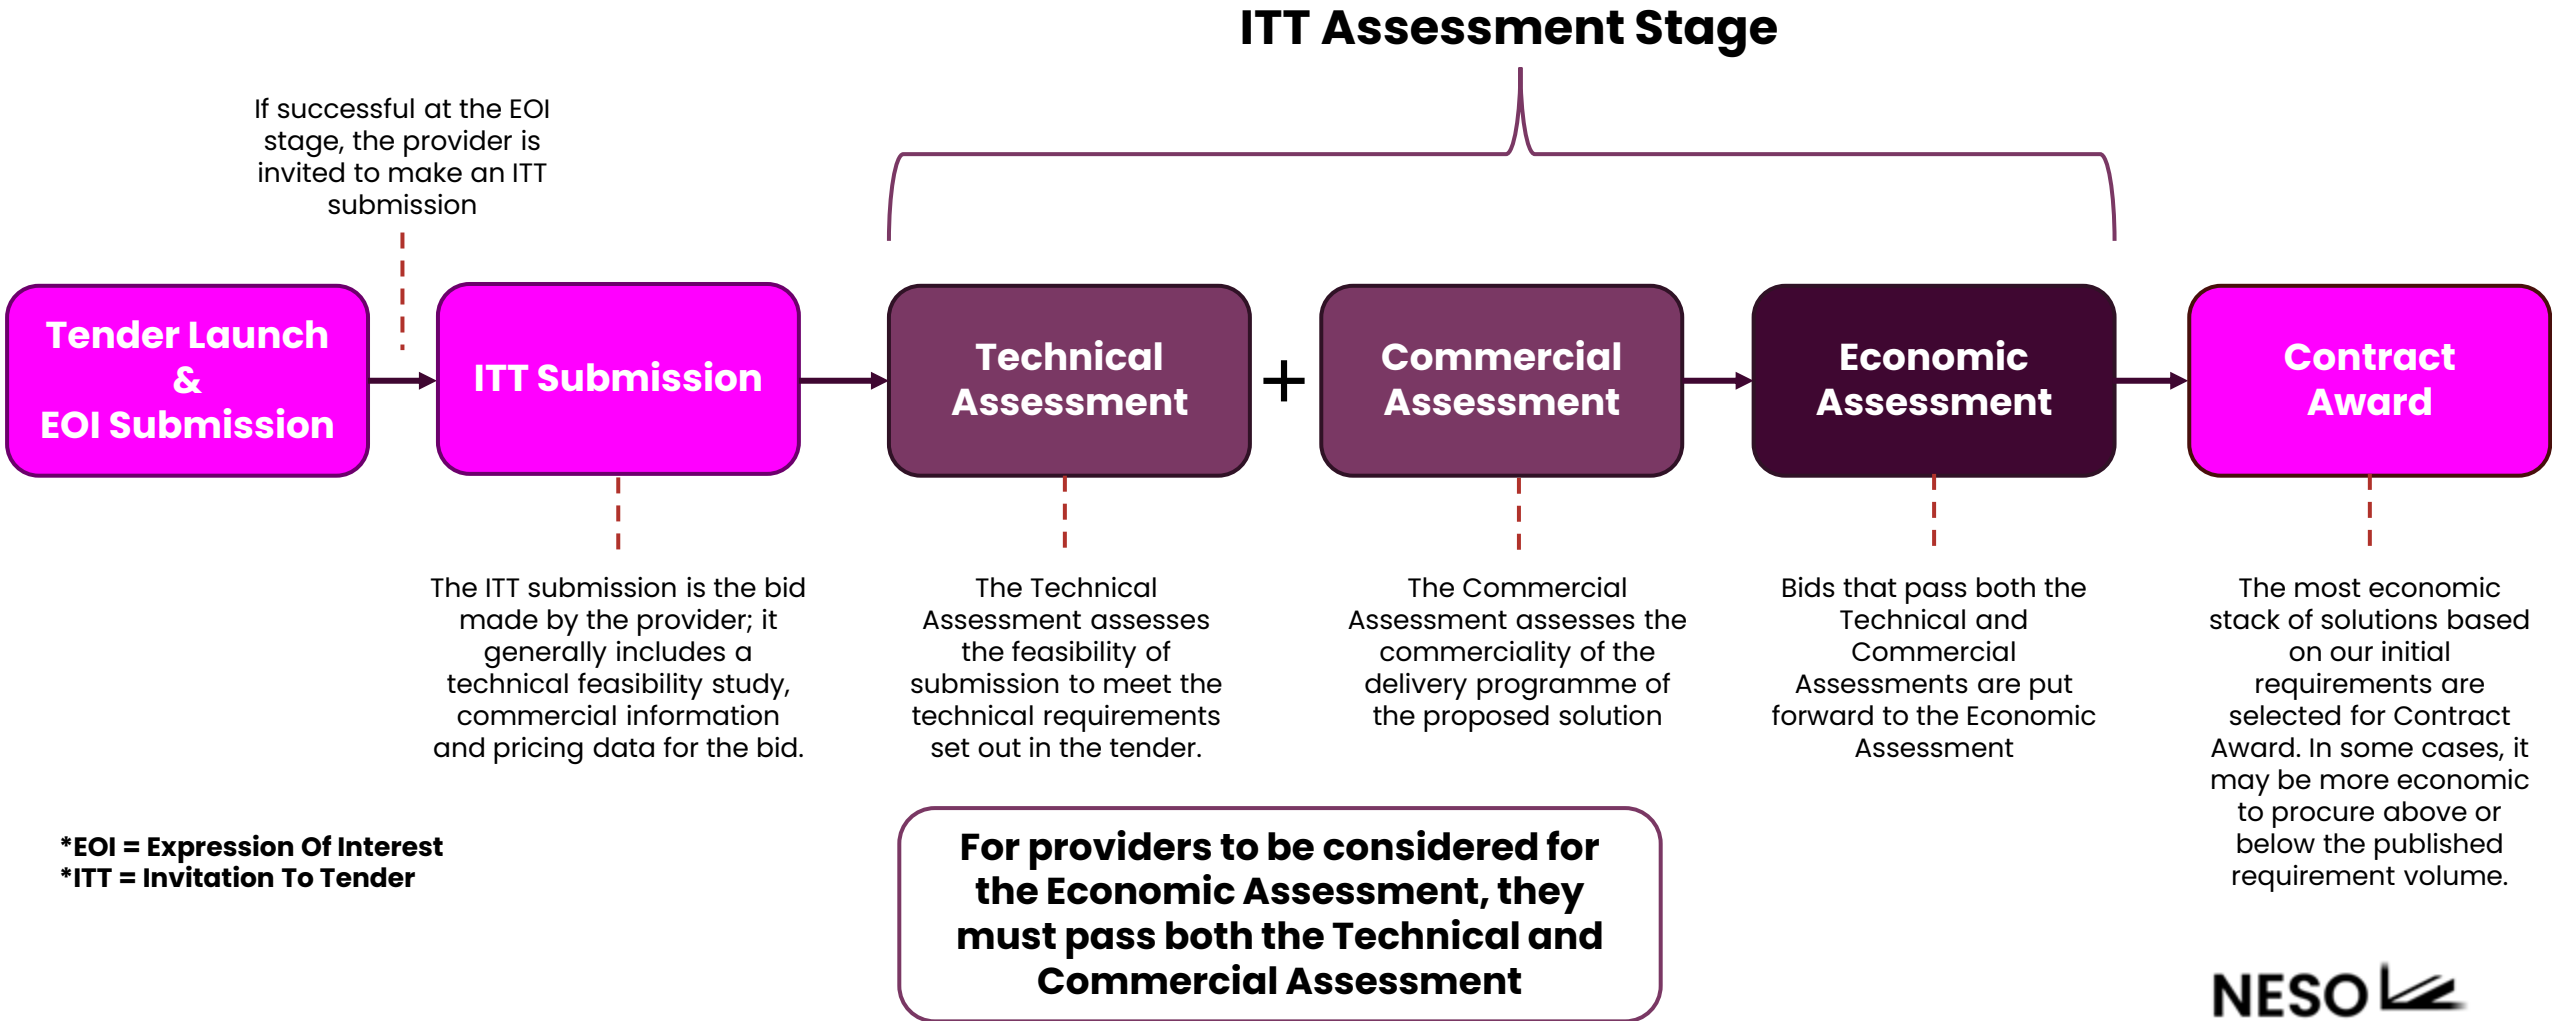 ITT Assessment Stage
If successful at the EOI
stage, the provider is
invited to make an ITT
submission
Tender Launch
&
EOI Submission
ITT Submission
Technical
Assessment
+
Commercial
Assessment
Economic
Assessment
Contract
Award
The ITT submission is the bid
made by the provider; it
generally includes a
technical feasibility study,
commercial information
and pricing data for the bid.
The Technical
Assessment assesses
the feasibility of
submission to meet the
technical requirements
set out in the tender.
The Commercial
Assessment assesses the
commerciality of the
delivery programme of
the proposed solution
Bids that pass both the
Technical and
Commercial
Assessments are put
forward to the Economic
Assessment
The most economic
stack of solutions based
on our initial
requirements are
selected for Contract
Award. In some cases, it
may be more economic
to procure above or
below the published
requirement volume.
*EOI = Expression Of Interest
*ITT = Invitation To Tender
For providers to be considered for
the Economic Assessment, they
must pass both the Technical and
Commercial Assessment
NESO